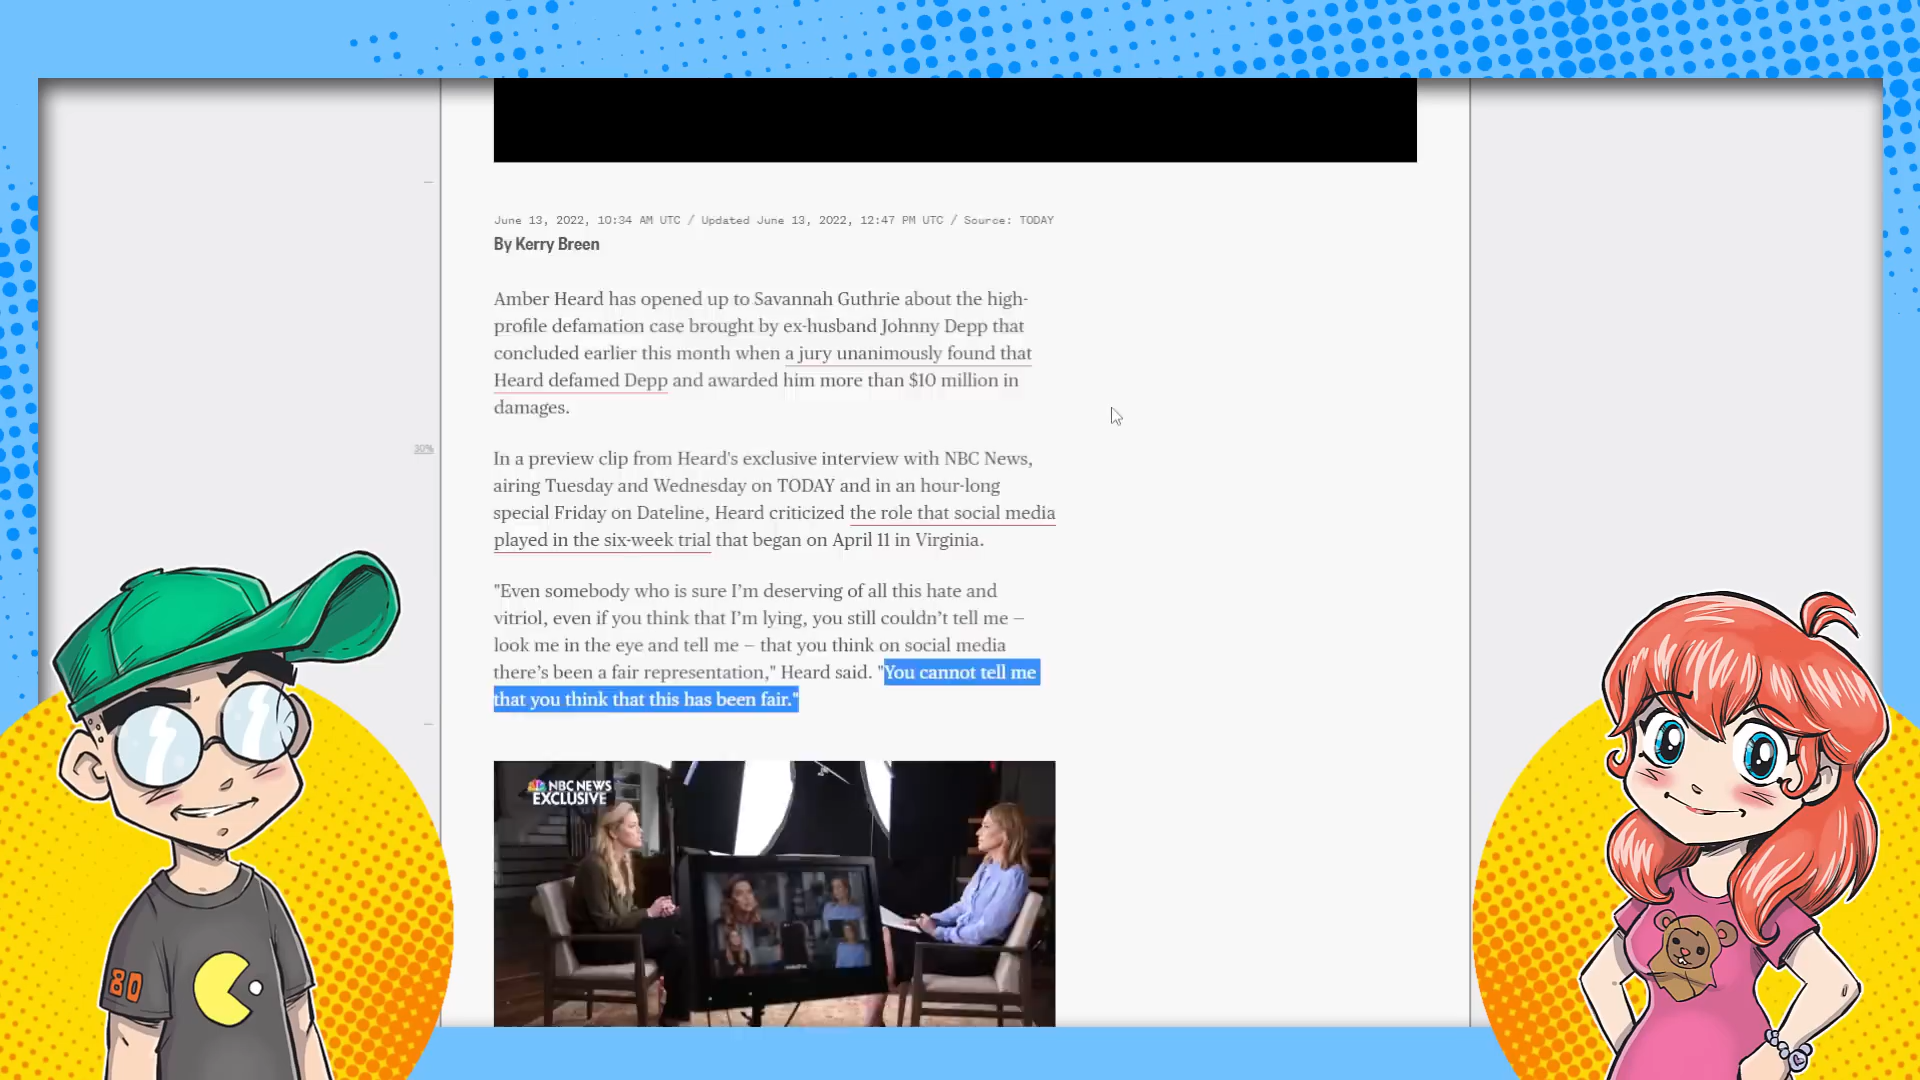 June 13, 2022, 10:34 AM UTC / Updated June 13, 2022, 12:47 PM UTC / Source: TODAY
By Kerry Breen
Amber Heard has opened up to Savannah Guthrie about the high-
profile defamation case brought by ex-husband Johnny Depp that
concluded earlier this month when a jury unanimously found that
Heard defamed Depp and awarded him more than $10 million in
damages.
30%
In a preview clip from Heard's exclusive interview with NBC News,
airing Tuesday and Wednesday on TODAY and in an hour-long
special Friday on Dateline, Heard criticized the role that social media
played in the six-week trial that began on April 11 in Virginia.
"Even somebody who is sure I’m deserving of all this hate and
vitriol, even if you think that I’m lying, you still couldn’t tell me —
look me in the eye and tell me — that you think on social media
there’s been a fair representation," Heard said. "You cannot tell me
that you think that this has been fair."
NBC NEWS
EXCLUSIVE
80